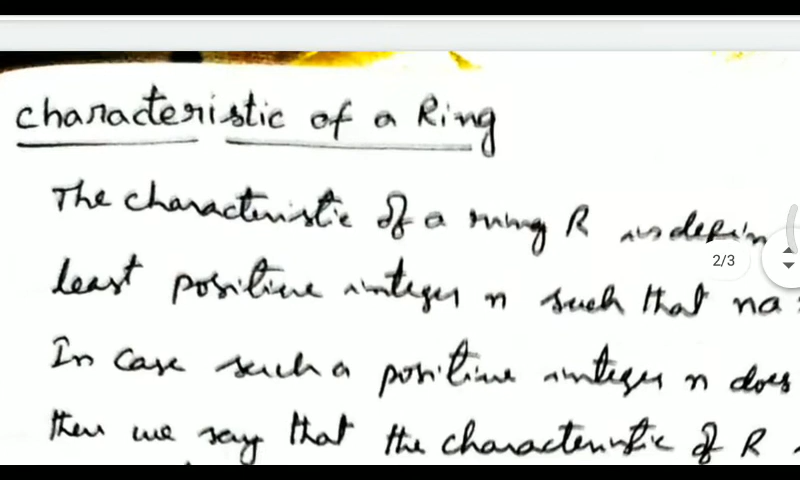 characteristic of a Ring
The characteristic of a ring R is defin
least positive integer n such that na
2/3
In case such a positive integer n does
then we say that the characteristic of R